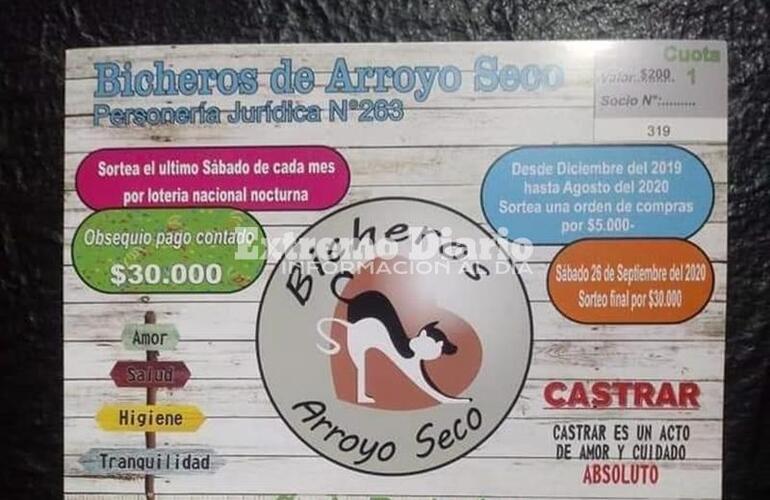 Bicheros de Arroyo Seco
Personería Jurídica N°263
Cuota
Valor..$200.... 1
Socio N°:.........
319
Sortea el ultimo Sábado de cada mes
por loteria nacional nocturna
Desde Diciembre del 2019
hasta Agosto del 2020
Sortea una orden de compras
por $5.000-
Obsequio pago contado
$30.000
Extremo Diario
INFORMACIÓN AL DÍA
Sábado 26 de Septiembre del 2020
Sorteo final por $30.000
Bicheros
Arroyo Seco
Amor
Salud
Higiene
Tranquilidad
CASTRAR
CASTRAR ES UN ACTO
DE AMOR Y CUIDADO
ABSOLUTO